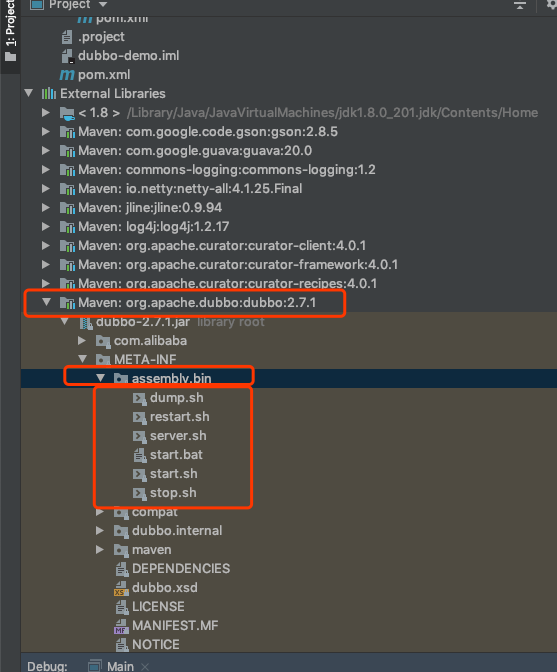 Project
1: Project
pom.xml
.project
dubbo-demo.iml
pom.xml
External Libraries
< 1.8 > /Library/Java/JavaVirtualMachines/jdk1.8.0_201.jdk/Contents/Home
Maven: com.google.code.gson:gson:2.8.5
Maven: com.google.guava:guava:20.0
Maven: commons-logging:commons-logging:1.2
Maven: io.netty:netty-all:4.1.25.Final
Maven: jline:jline:0.9.94
Maven: log4j:log4j:1.2.17
Maven: org.apache.curator:curator-client:4.0.1
Maven: org.apache.curator:curator-framework:4.0.1
Maven: org.apache.curator:curator-recipes:4.0.1
Maven: org.apache.dubbo:dubbo:2.7.1
dubbo-2.7.1.jar library root
com.alibaba
META-INF
assembly.bin
dump.sh
restart.sh
server.sh
start.bat
start.sh
stop.sh
compat
dubbo.internal
maven
DEPENDENCIES
dubbo.xsd
LICENSE
MANIFEST.MF
NOTICE
Debug: Main